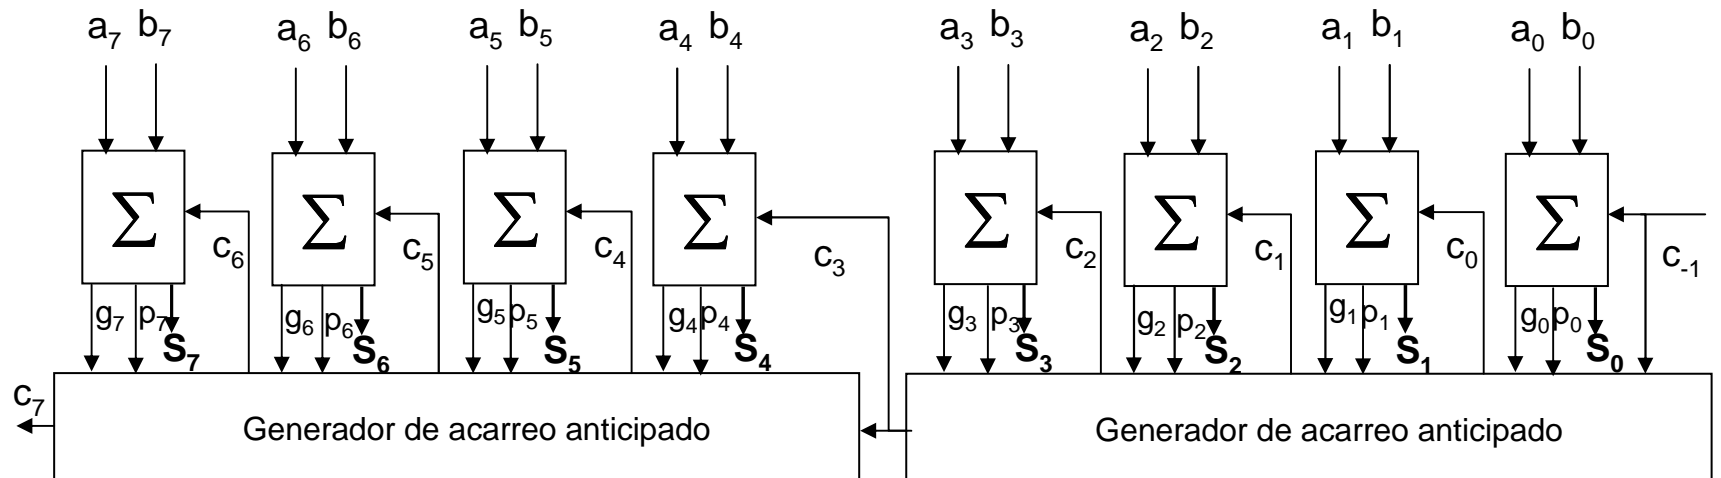 a7 b7 a6 b6 a5 b5 a4 b4 a3 b3 a2 b2 a1 b1 a0 b0
Σ Σ Σ Σ Σ Σ Σ Σ
c6 c5 c4 c3 c2 c1 c0 c-1
g7 p7 g6 p6 g5 p5 g4 p4 g3 p3 g2 p2 g1 p1 g0 p0
S7 S6 S5 S4 S3 S2 S1 S0
c7
Generador de acarreo anticipado Generador de acarreo anticipado